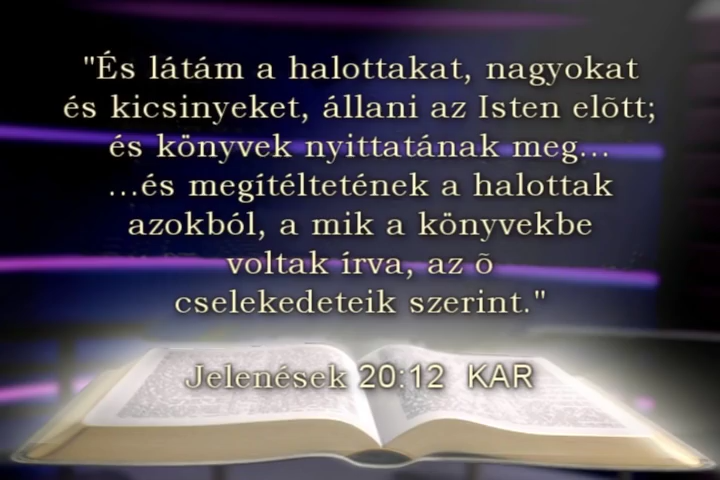 "És látám a halottakat, nagyokat
és kicsinyeket, állani az Isten elõtt;
és könyvek nyittatának meg...
...és megítéltetének a halottak
azokból, a mik a könyvekbe
voltak írva, az õ
cselekedeteik szerint."
Jelenések 20:12 KAR